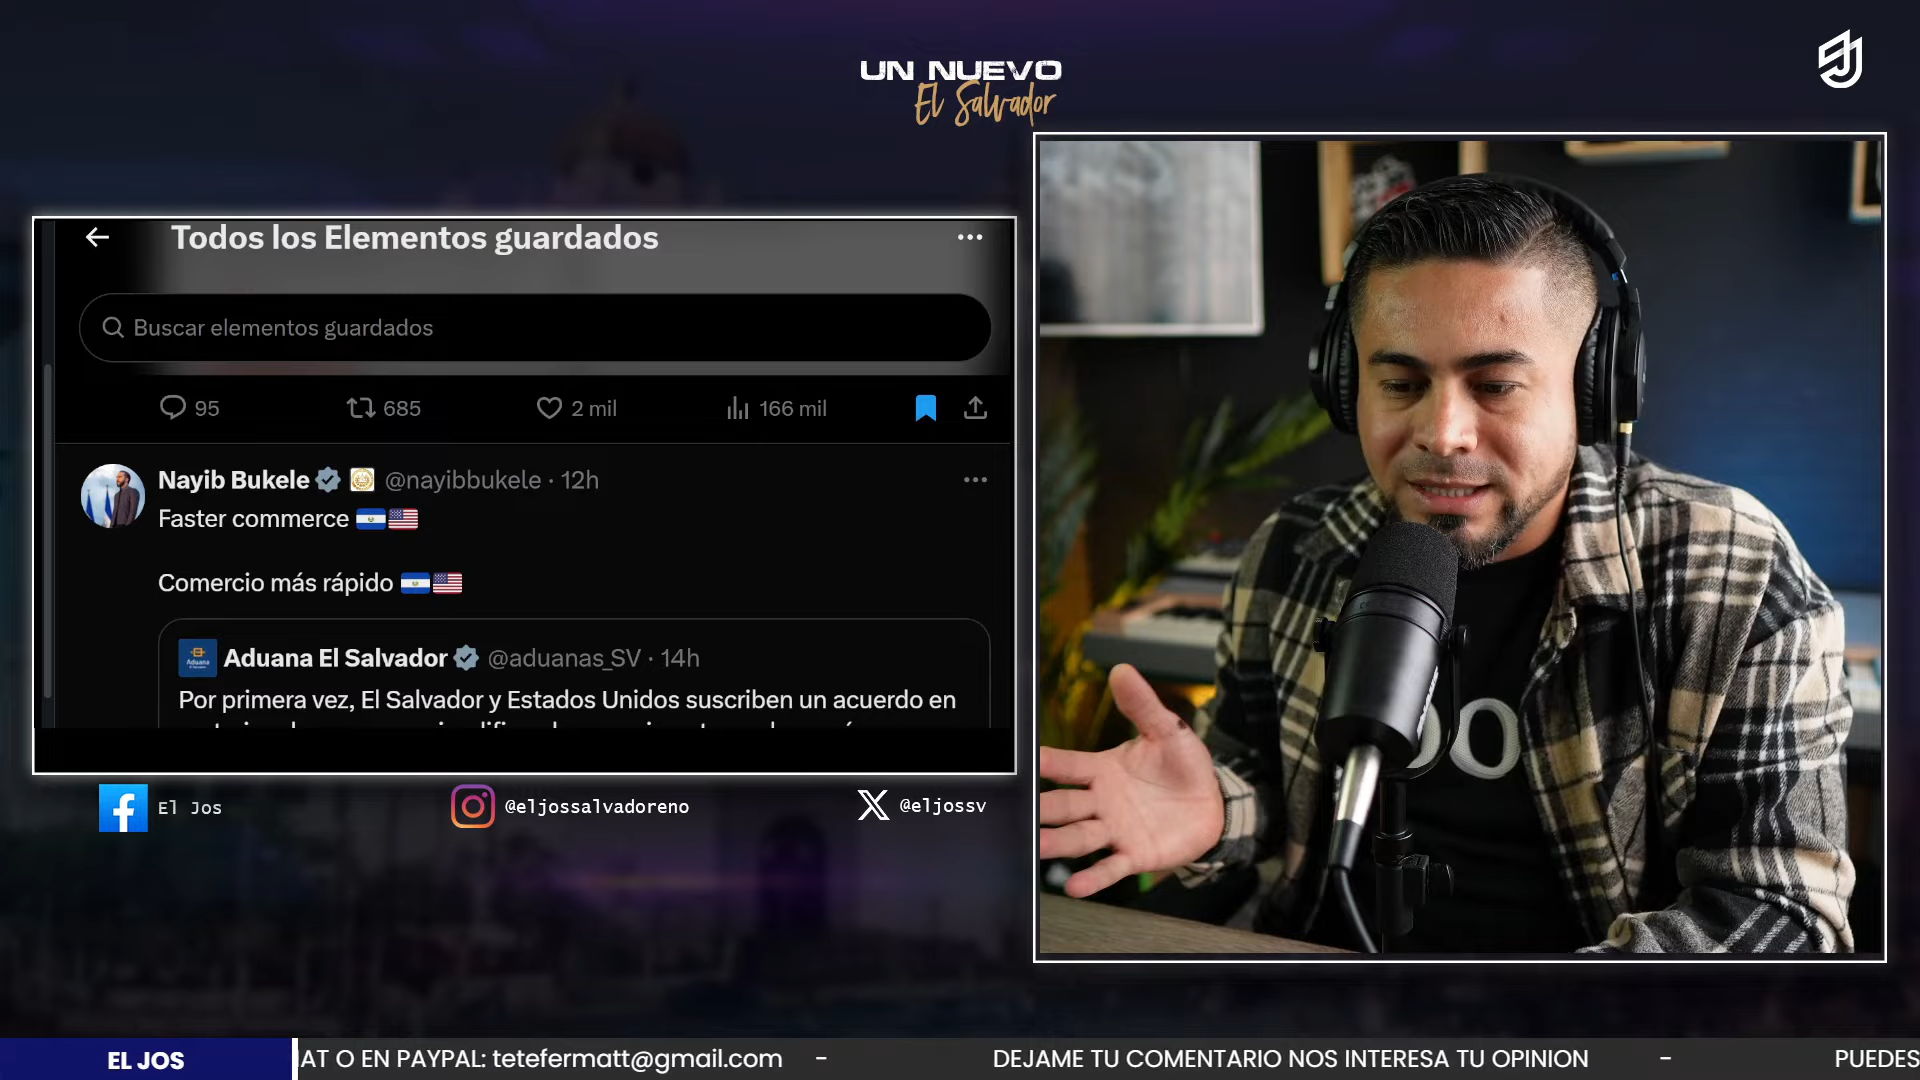 UN NUEVO
El Salvador
Todos los Elementos guardados
Buscar elementos guardados
95 685 2 mil 166 mil
Nayib Bukele @nayibbukele · 12h
Faster commerce
Comercio más rápido
Aduana
Aduana El Salvador @aduanas_SV · 14h
Por primera vez, El Salvador y Estados Unidos suscriben un acuerdo en
El Jos
@eljossalvadoreno
@eljossv
EL JOS
AT O EN PAYPAL: tetefermatt@gmail.com - DEJAME TU COMENTARIO NOS INTERESA TU OPINION - PUEDES